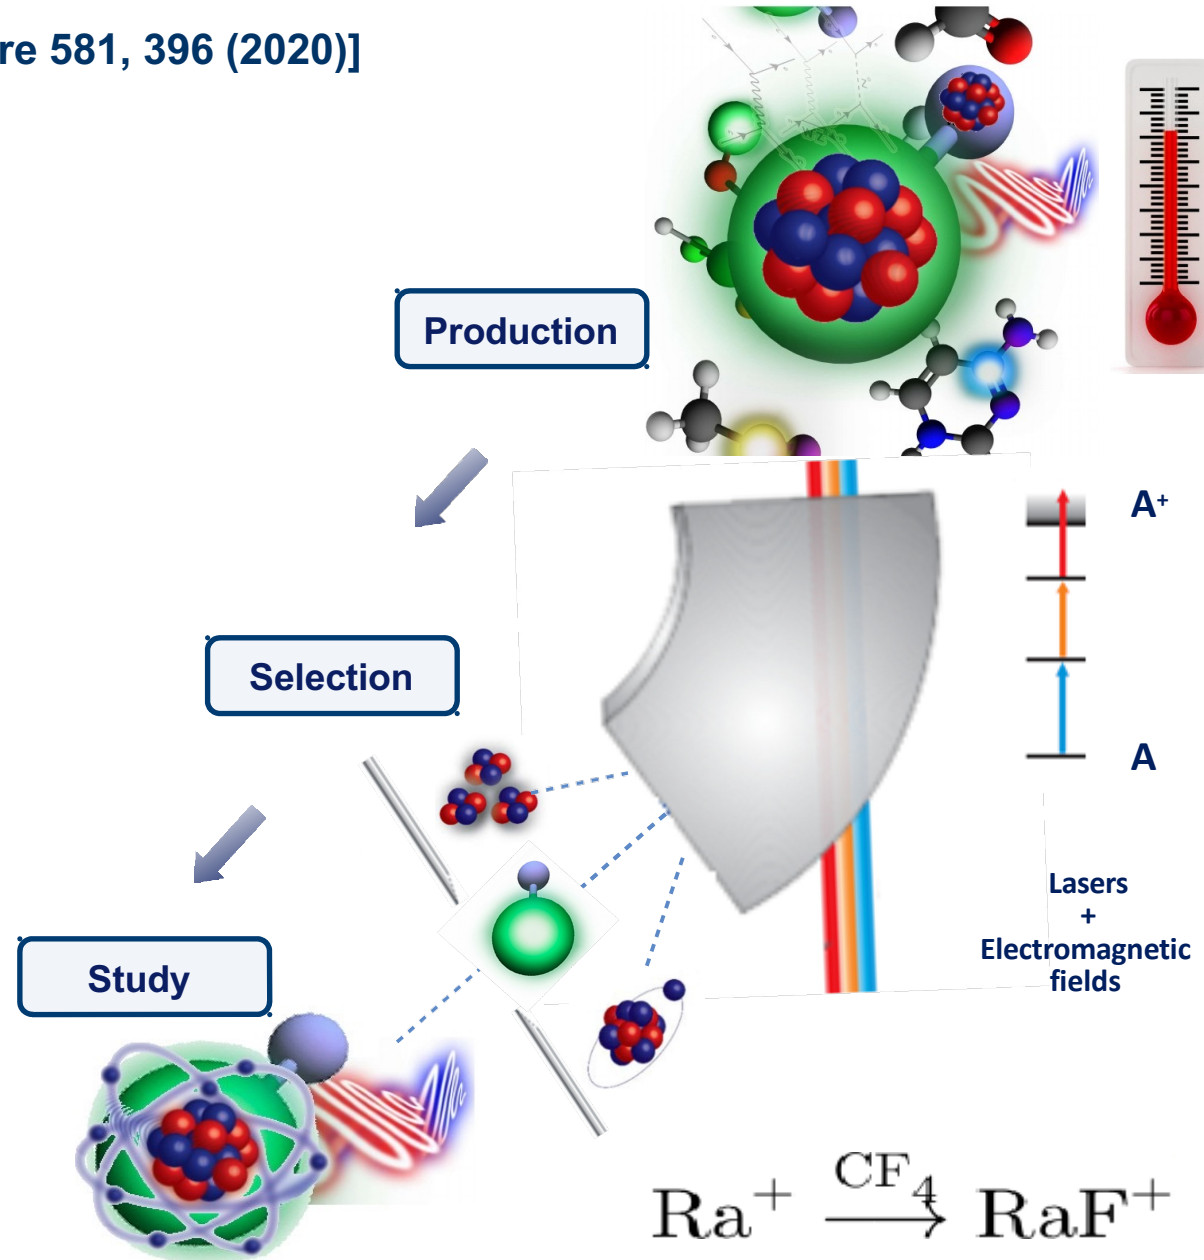 re 581, 396 (2020)]
Production
A⁺
Selection
A
Lasers
+
Electromagnetic
fields
Study
Ra⁺ CF₄ → RaF⁺